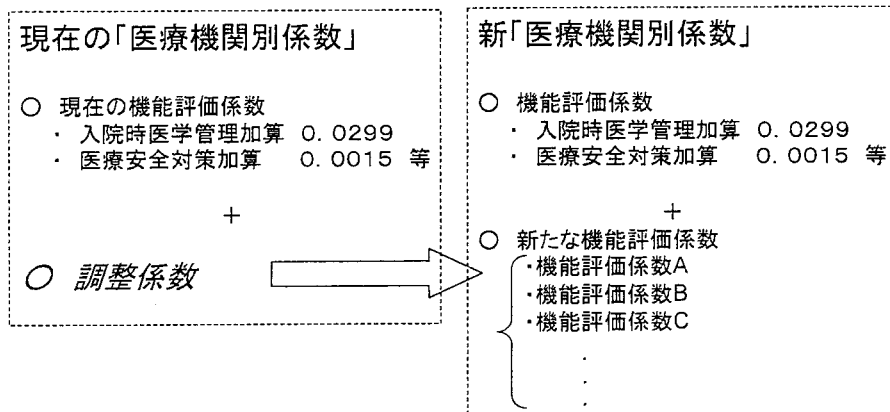 現在の「医療機関別係数」
○ 現在の機能評価係数
・ 入院時医学管理加算 0.0299
・ 医療安全対策加算 0.0015 等
+
○ 調整係数
新「医療機関別係数」
○ 機能評価係数
・ 入院時医学管理加算 0.0299
・ 医療安全対策加算 0.0015 等
+
○ 新たな機能評価係数
・機能評価係数A
・機能評価係数B
・機能評価係数C
・
・
・